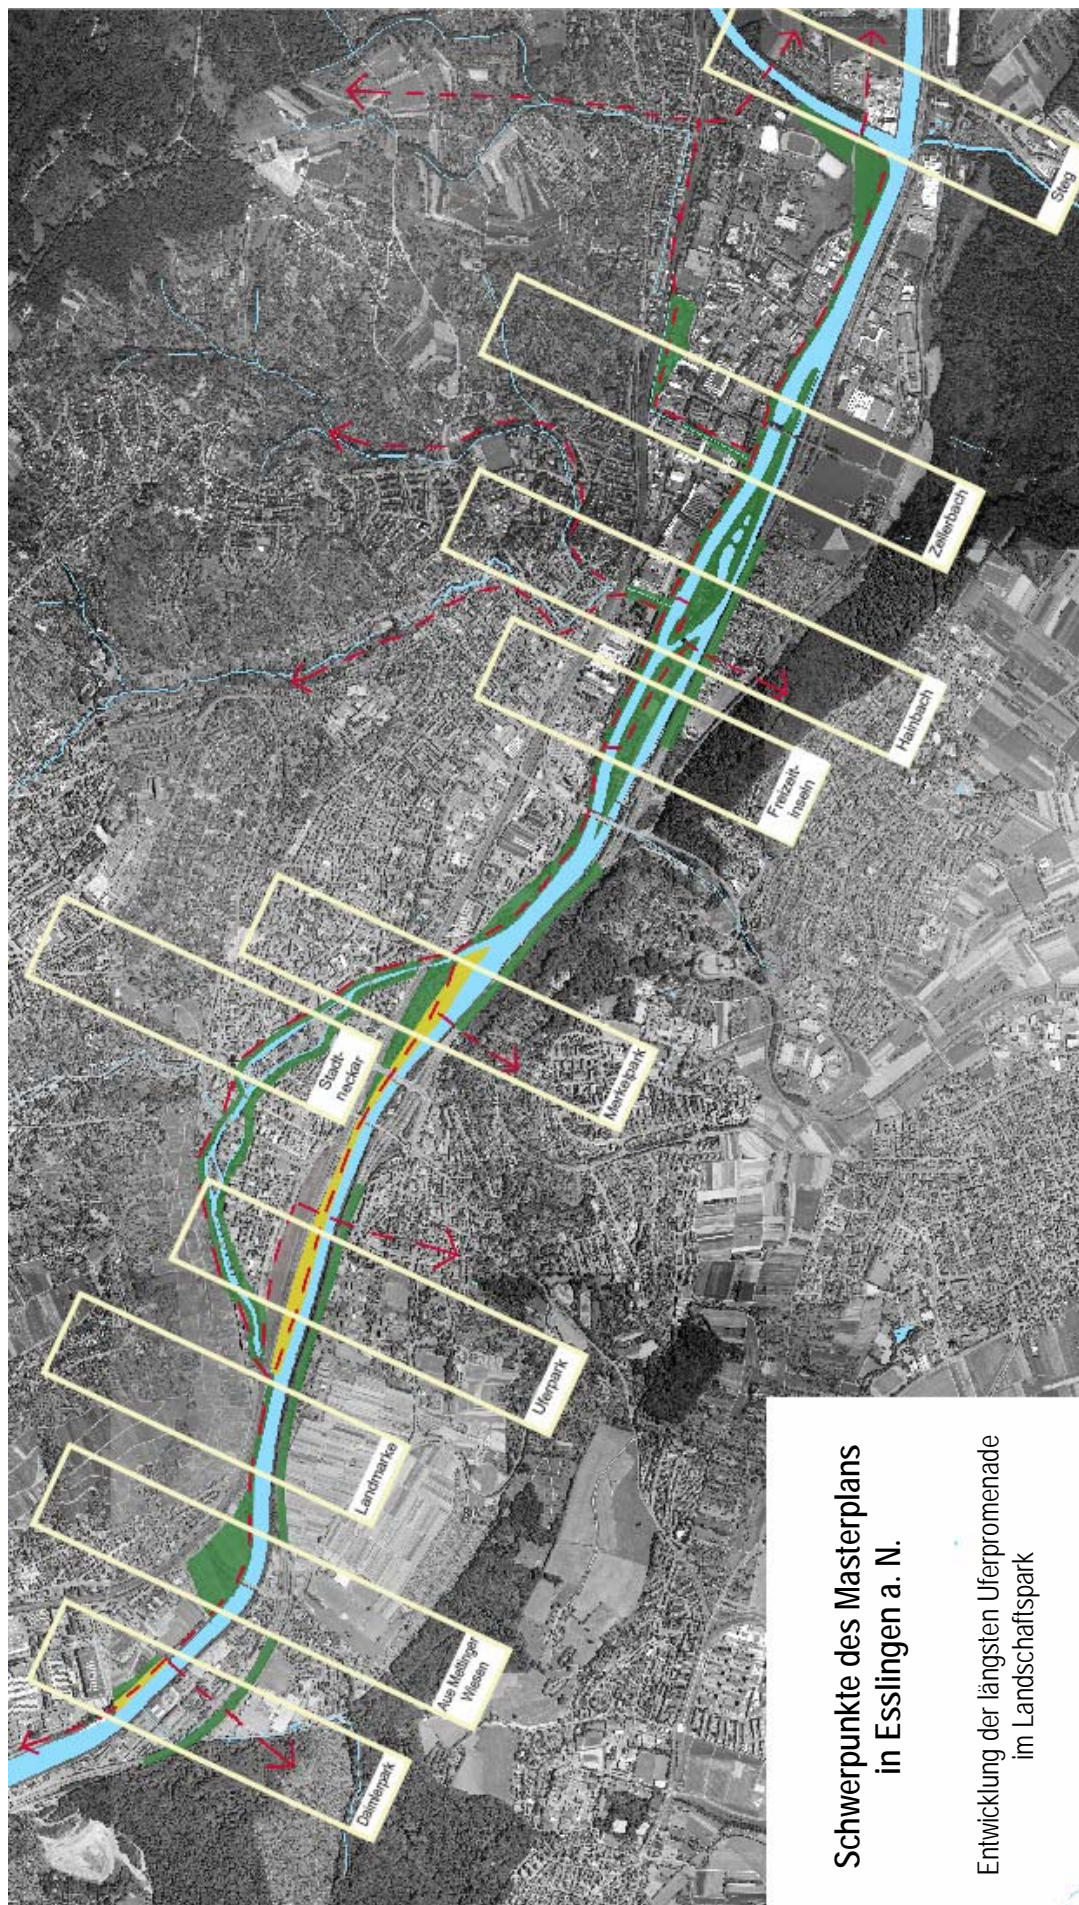 Daimlerpark
Aue Mettinger
Wiesen
Landmarke
Uferpark
Stadt-
neckar
Merkelpark
Freizeit-
inseln
Hainbach
Zellerbach
Steg
Schwerpunkte des Masterplans
in Esslingen a. N.
Entwicklung der längsten Uferpromenade
im Landschaftspark